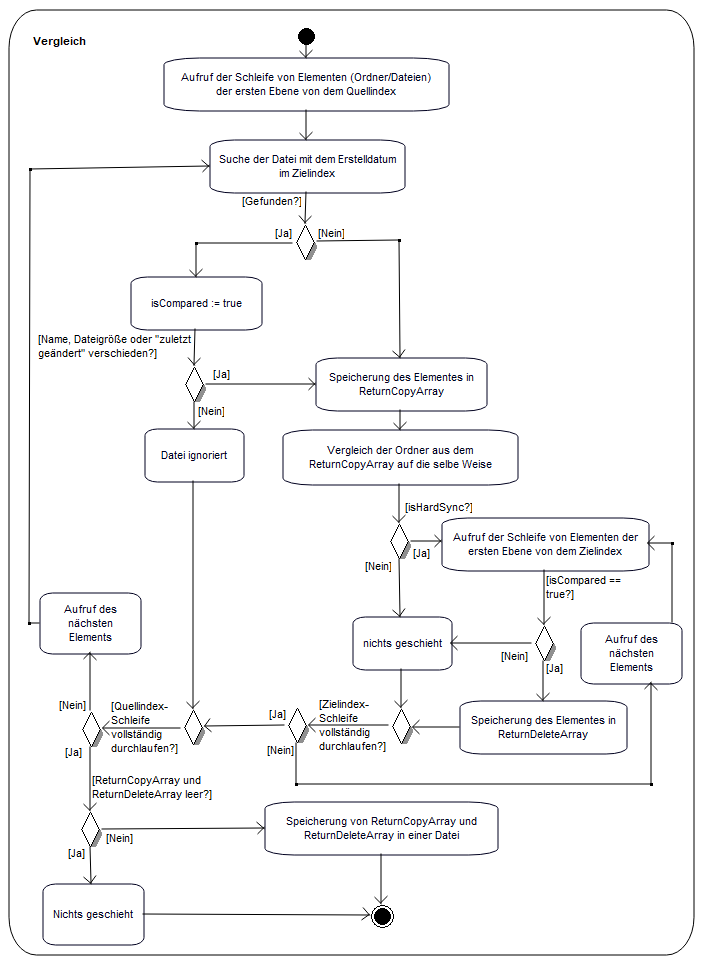 Vergleich
Aufruf der Schleife von Elementen (Ordner/Dateien)
der ersten Ebene von dem Quellindex
Suche der Datei mit dem Erstelldatum
im Zielindex
[Gefunden?]
[Ja]
[Nein]
isCompared := true
[Name, Dateigröße oder "zuletzt
geändert" verschieden?]
[Ja]
[Nein]
Speicherung des Elementes in
ReturnCopyArray
Datei ignoriert
Vergleich der Ordner aus dem
ReturnCopyArray auf die selbe Weise
[isHardSync?]
[Ja]
[Nein]
Aufruf der Schleife von Elementen der
ersten Ebene von dem Zielindex
[isCompared ==
true?]
[Nein]
[Ja]
nichts geschieht
Aufruf des
nächsten
Elements
Aufruf des
nächsten
Elements
Speicherung des Elementes in
ReturnDeleteArray
[Zielindex-
Schleife
vollständig
durchlaufen?]
[Ja]
[Nein]
[Quellindex-
Schleife
vollständig
durchlaufen?]
[Nein]
[Ja]
[ReturnCopyArray und
ReturnDeleteArray leer?]
[Nein]
[Ja]
Speicherung von ReturnCopyArray und
ReturnDeleteArray in einer Datei
Nichts geschieht